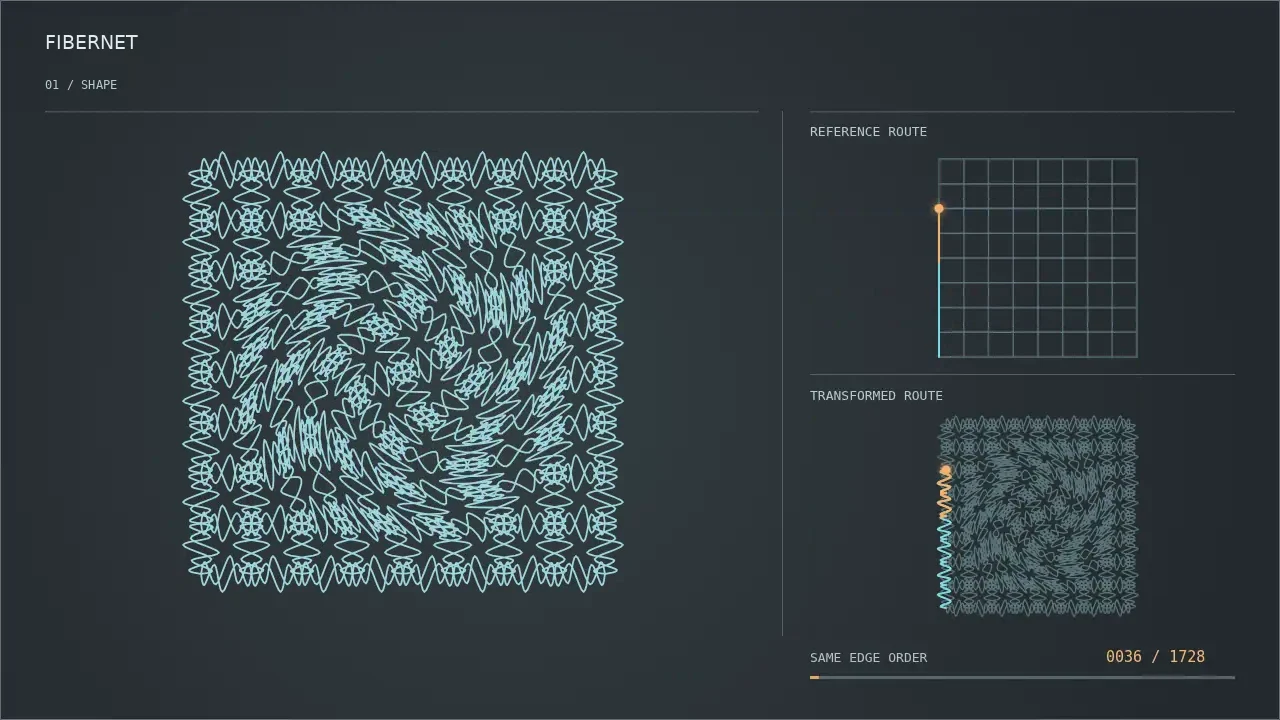 FIBERNET
01 / SHAPE
REFERENCE ROUTE
TRANSFORMED ROUTE
SAME EDGE ORDER
0036 / 1728